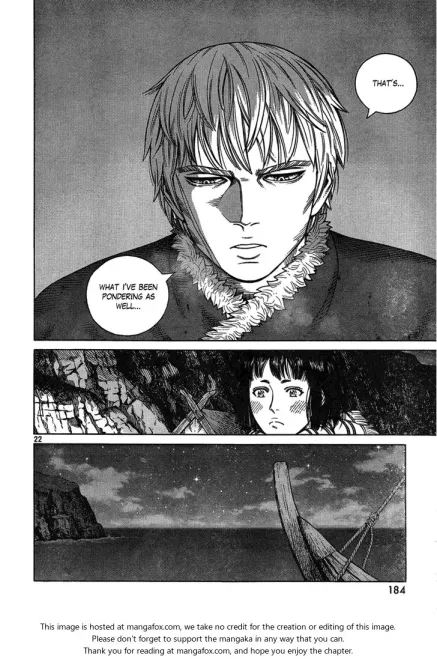 THAT'S...
WHAT I'VE BEEN
PONDERING AS
WELL...
22
184
This image is hosted at mangafox.com, we take no credit for the creation or editing of this image.
Please don't forget to support the mangaka in any way that you can.
Thank you for reading at mangafox.com, and hope you enjoy the chapter.